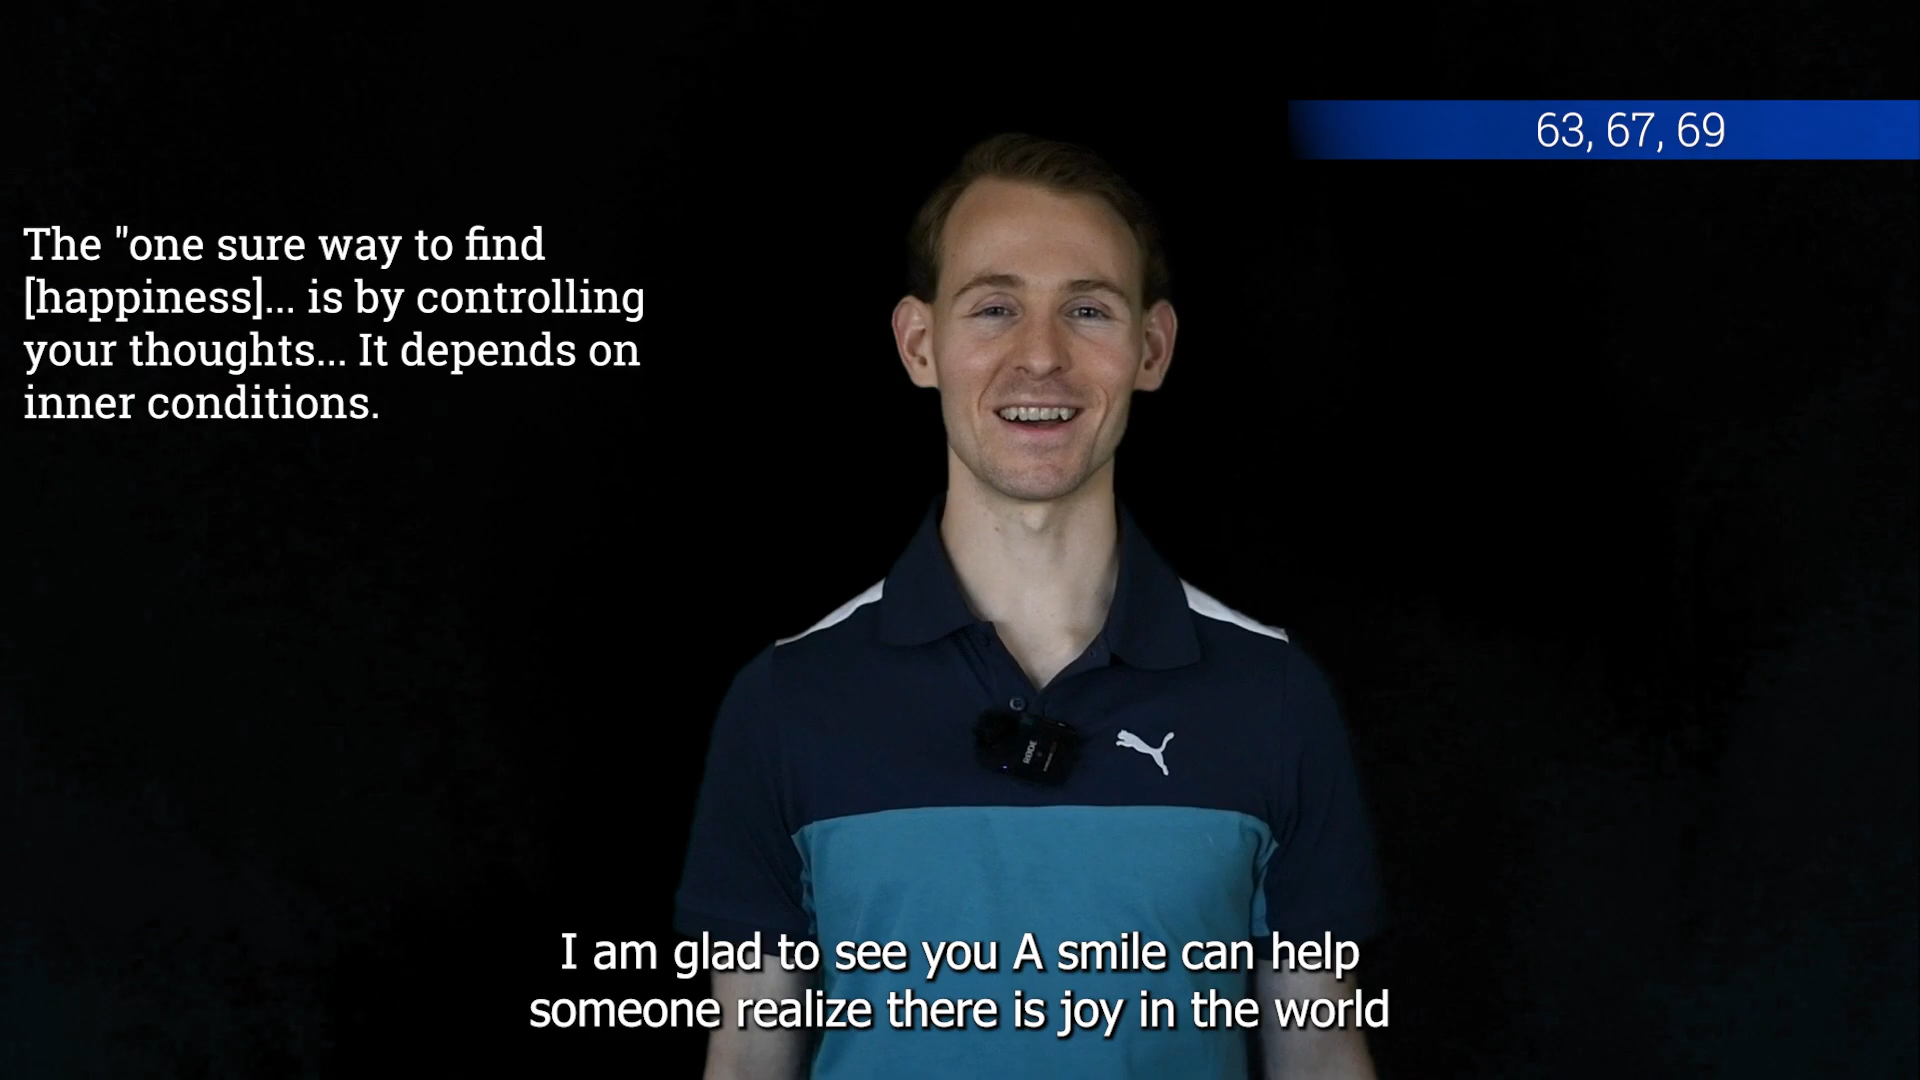 63, 67, 69
The "one sure way to find
[happiness]... is by controlling
your thoughts... It depends on
inner conditions.
RODE
I am glad to see you A smile can help
someone realize there is joy in the world